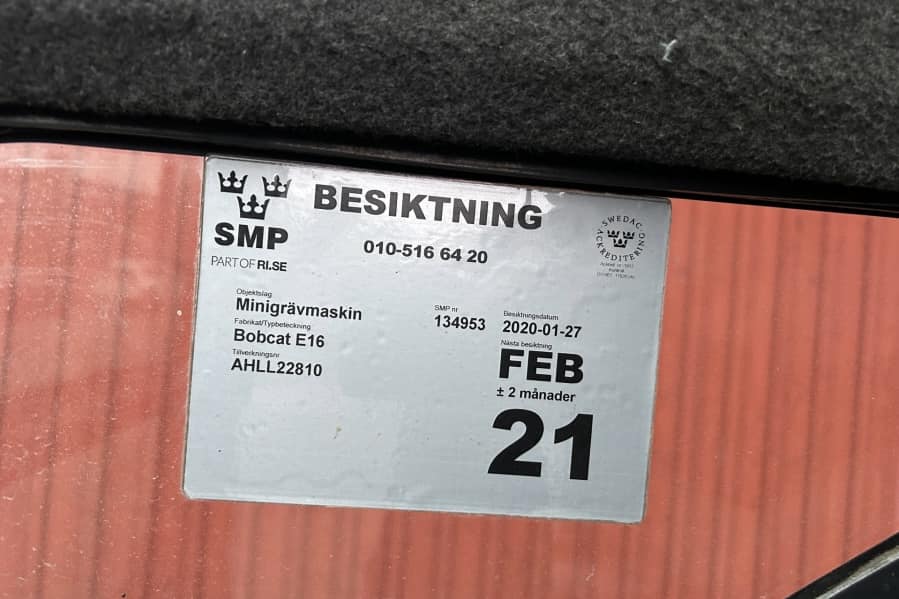 BESIKTNING
SMP
PART OF RI.SE
010-516 64 20
SWEDAC
ACKREDITERING
Objektslag
Minigrävmaskin
Fabrikat/Typbeteckning
Bobcat E16
Tillverkningsnr
AHLL22810
SMP nr
134953
Besiktningsdatum
2020-01-27
Nästa besiktning
FEB
± 2 månader
21